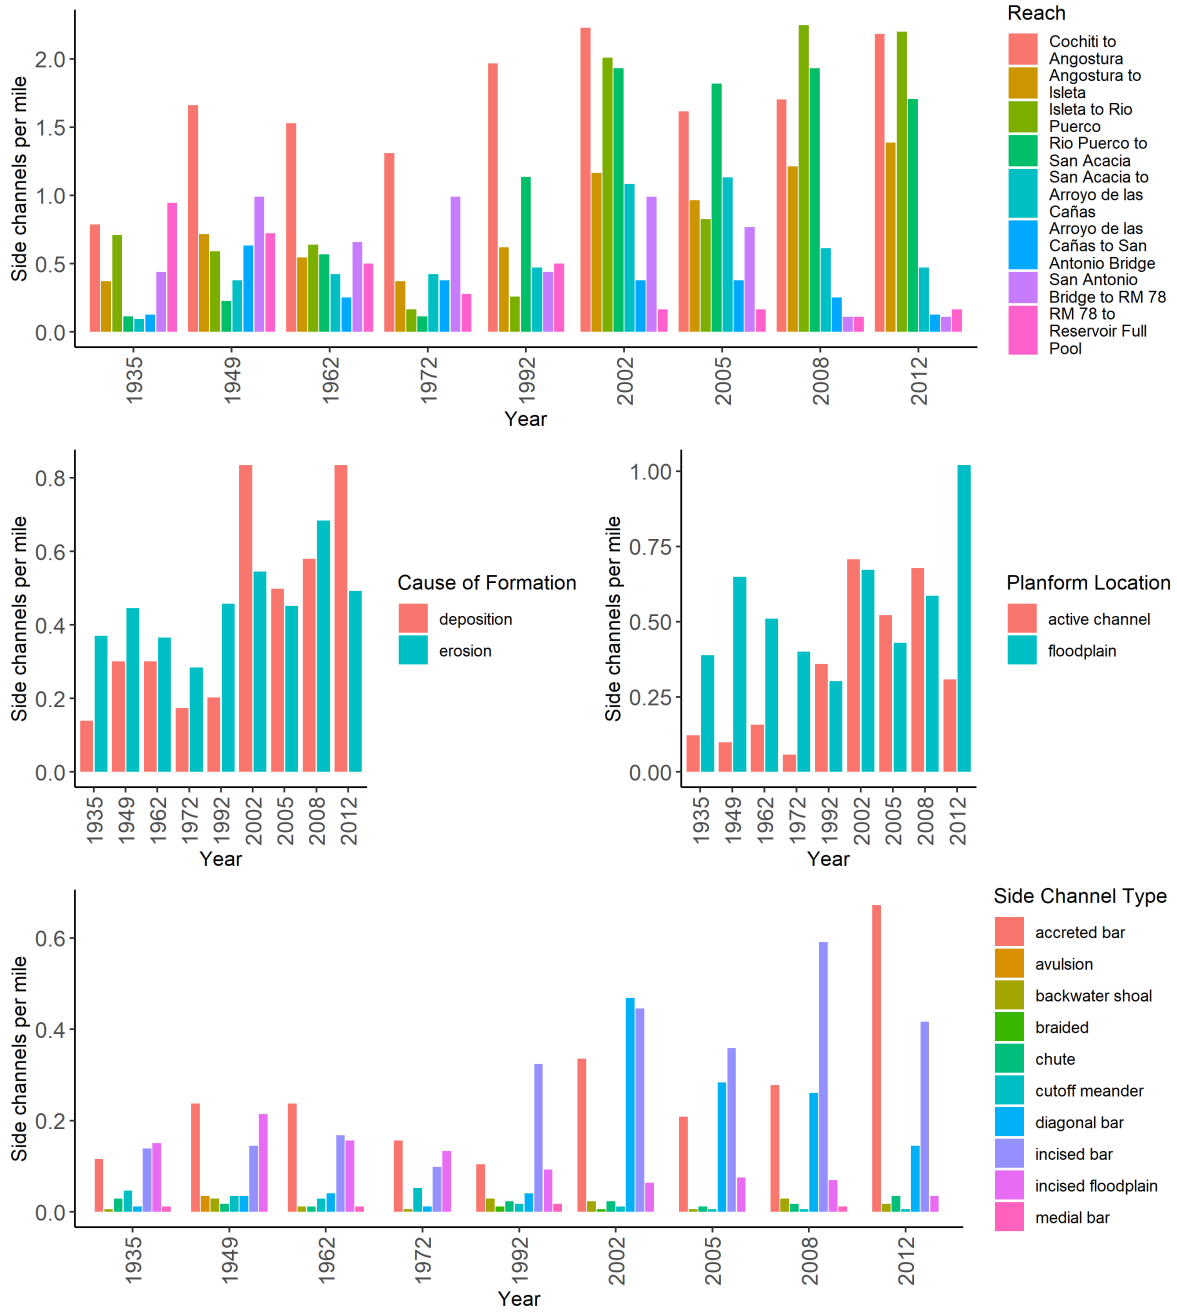 Reach
Cochiti to
Angostura
Angostura to
Isleta
Isleta to Rio
Puerco
Rio Puerco to
San Acacia
San Acacia to
Arroyo de las
Cañas
Arroyo de las
Cañas to San
Antonio Bridge
San Antonio
Bridge to RM 78
RM 78 to
Reservoir Full
Pool
Side channels per mile
2.0
1.5
1.0
0.5
0.0
1935 1949 1962 1972 1992 2002 2005 2008 2012
Year
Side channels per mile
0.8
0.6
0.4
0.2
0.0
1935 1949 1962 1972 1992 2002 2005 2008 2012
Year
Cause of Formation
deposition
erosion
Side channels per mile
1.00
0.75
0.50
0.25
0.00
1935 1949 1962 1972 1992 2002 2005 2008 2012
Year
Planform Location
active channel
floodplain
Side channels per mile
0.6
0.4
0.2
0.0
1935 1949 1962 1972 1992 2002 2005 2008 2012
Year
Side Channel Type
accreted bar
avulsion
backwater shoal
braided
chute
cutoff meander
diagonal bar
incised bar
incised floodplain
medial bar